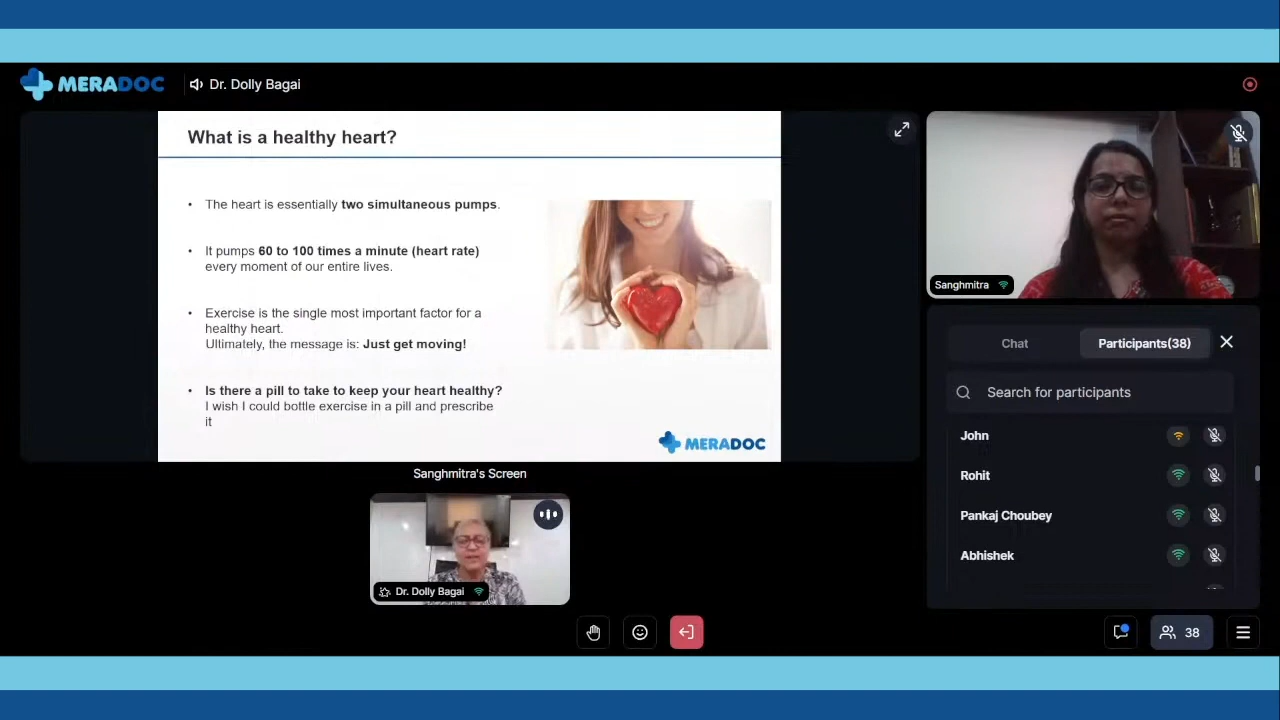 MERADOC
Dr. Dolly Bagai
What is a healthy heart?
• The heart is essentially two simultaneous pumps.
• It pumps 60 to 100 times a minute (heart rate)
every moment of our entire lives.
• Exercise is the single most important factor for a
healthy heart.
Ultimately, the message is: Just get moving!
• Is there a pill to take to keep your heart healthy?
I wish I could bottle exercise in a pill and prescribe
it
MERADOC
Sanghmitra's Screen
Dr. Dolly Bagai
Sanghmitra
Chat
Participants(38)
Search for participants
John
Rohit
Pankaj Choubey
Abhishek
38